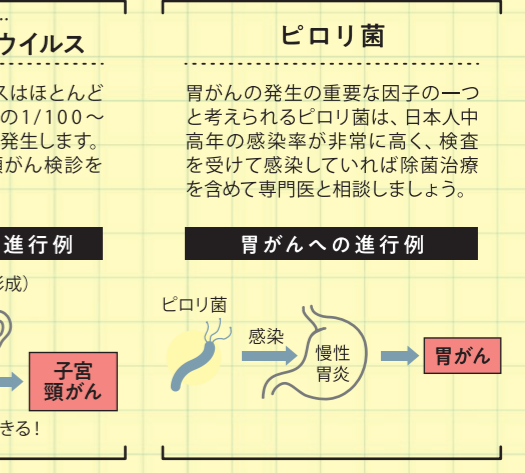 ウイルス
スはほとんど
の1/100～
発生します。
頸がん検診を
進行例
形成）
子宮
頸がん
きる！
ピロリ菌
胃がんの発生の重要な因子の一つ
と考えられるピロリ菌は、日本人中
高年の感染率が非常に高く、検査
を受けて感染していれば除菌治療
を含めて専門医と相談しましょう。
胃がんへの進行例
ピロリ菌
感染
慢性
胃炎
胃がん